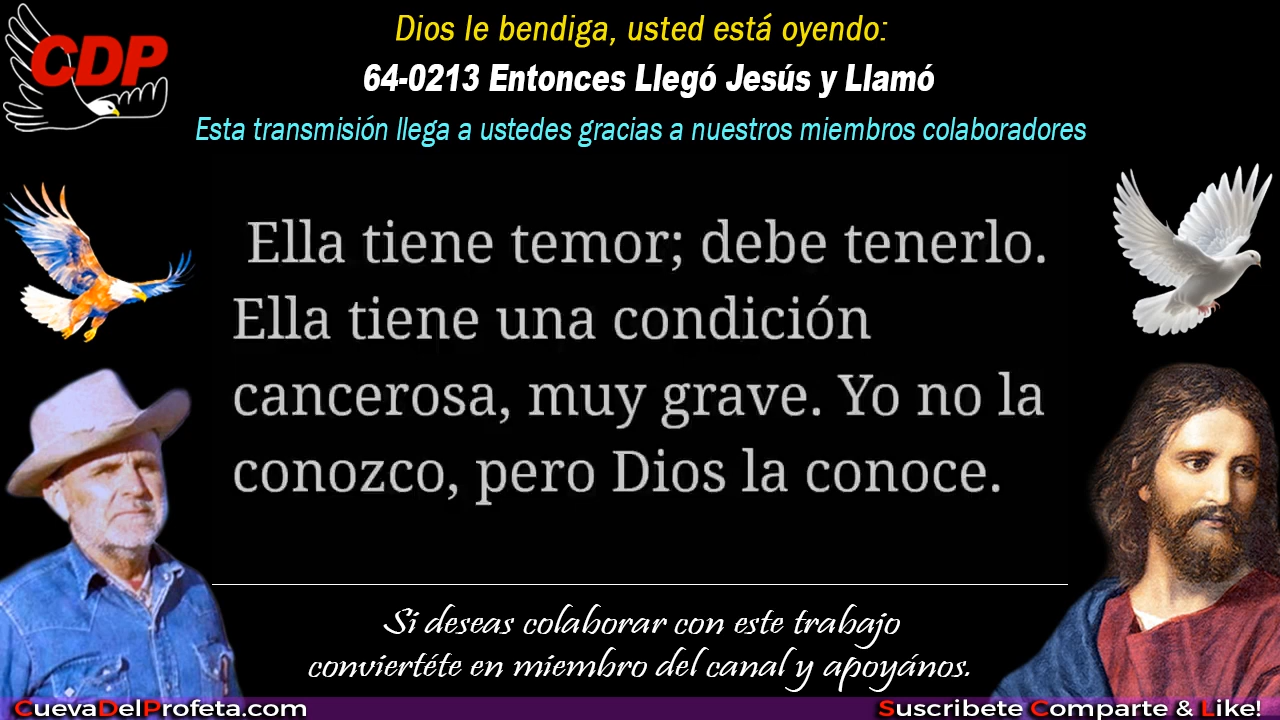 CDP
Dios le bendiga, usted está oyendo:
64-0213 Entonces Llegó Jesús y Llamó
Esta transmisión llega a ustedes gracias a nuestros miembros colaboradores
Ella tiene temor; debe tenerlo.
Ella tiene una condición
cancerosa, muy grave. Yo no la
conozco, pero Dios la conoce.
Si deseas colaborar con este trabajo
conviertéte en miembro del canal y apoyános.
CuevaDelProfeta.com
Suscribete Comparte & Like!